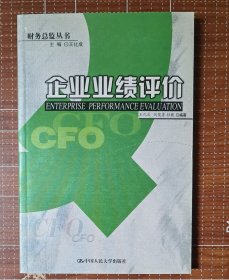 财务总监丛书
主 编 ◎王化成
企业业绩评价
ENTERPRISE PERFORMANCE EVALUATION
CFO
CFO
CFO
中国人民大学出版社